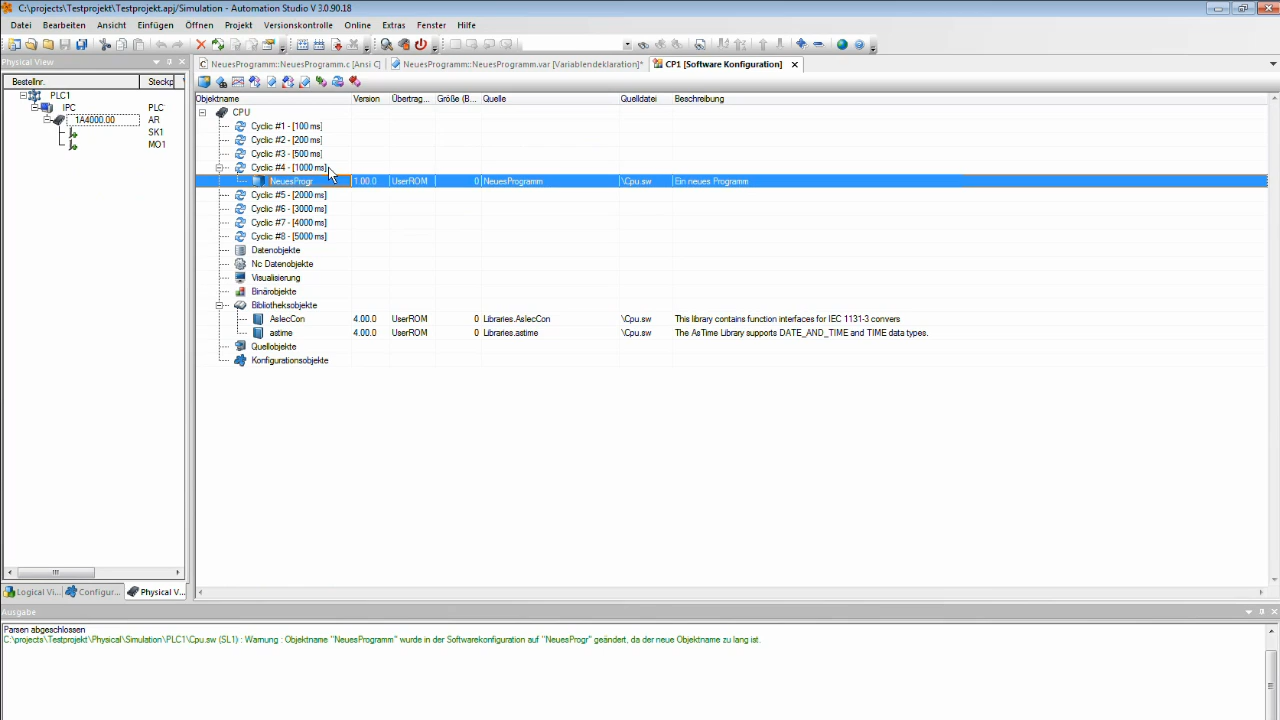 C:\projects\Testprojekt\Testprojekt.apj/Simulation - Automation Studio V 3.0.90.18
Datei Bearbeiten Ansicht Einfügen Öffnen Projekt Versionskontrolle Online Extras Fenster Hilfe
Physical View
NeuesProgramm::NeuesProgramm.c [Ansi C]
NeuesProgramm::NeuesProgramm.var [Variablendeklaration]*
CP1 [Software Konfiguration]
Bestellnr. Steckp
PLC1
IPC PLC
1A4000.00 AR
SK1
MO1
Objektname Version Übertrag... Größe (B... Quelle Quelldatei Beschreibung
CPU
Cyclic #1 - [100 ms]
Cyclic #2 - [200 ms]
Cyclic #3 - [500 ms]
Cyclic #4 - [1000 ms]
NeuesProgr 1.00.0 UserROM 0 NeuesProgramm \Cpu.sw Ein neues Programm
Cyclic #5 - [2000 ms]
Cyclic #6 - [3000 ms]
Cyclic #7 - [4000 ms]
Cyclic #8 - [5000 ms]
Datenobjekte
Nc Datenobjekte
Visualisierung
Binärobjekte
Bibliotheksobjekte
AsIecCon 4.00.0 UserROM 0 Libraries.AsIecCon \Cpu.sw This library contains function interfaces for IEC 1131-3 convers
astime 4.00.0 UserROM 0 Libraries.astime \Cpu.sw The AsTime Library supports DATE_AND_TIME and TIME data types.
Quellobjekte
Konfigurationsobjekte
Logical Vi... Configur... Physical V...
Ausgabe
Parsen abgeschlossen
C:\projects\Testprojekt\Physical\Simulation\PLC1\Cpu.sw (SL1) : Warnung : Objektname "NeuesProgramm" wurde in der Softwarekonfiguration auf "NeuesProgr" geändert, da der neue Objektname zu lang ist.